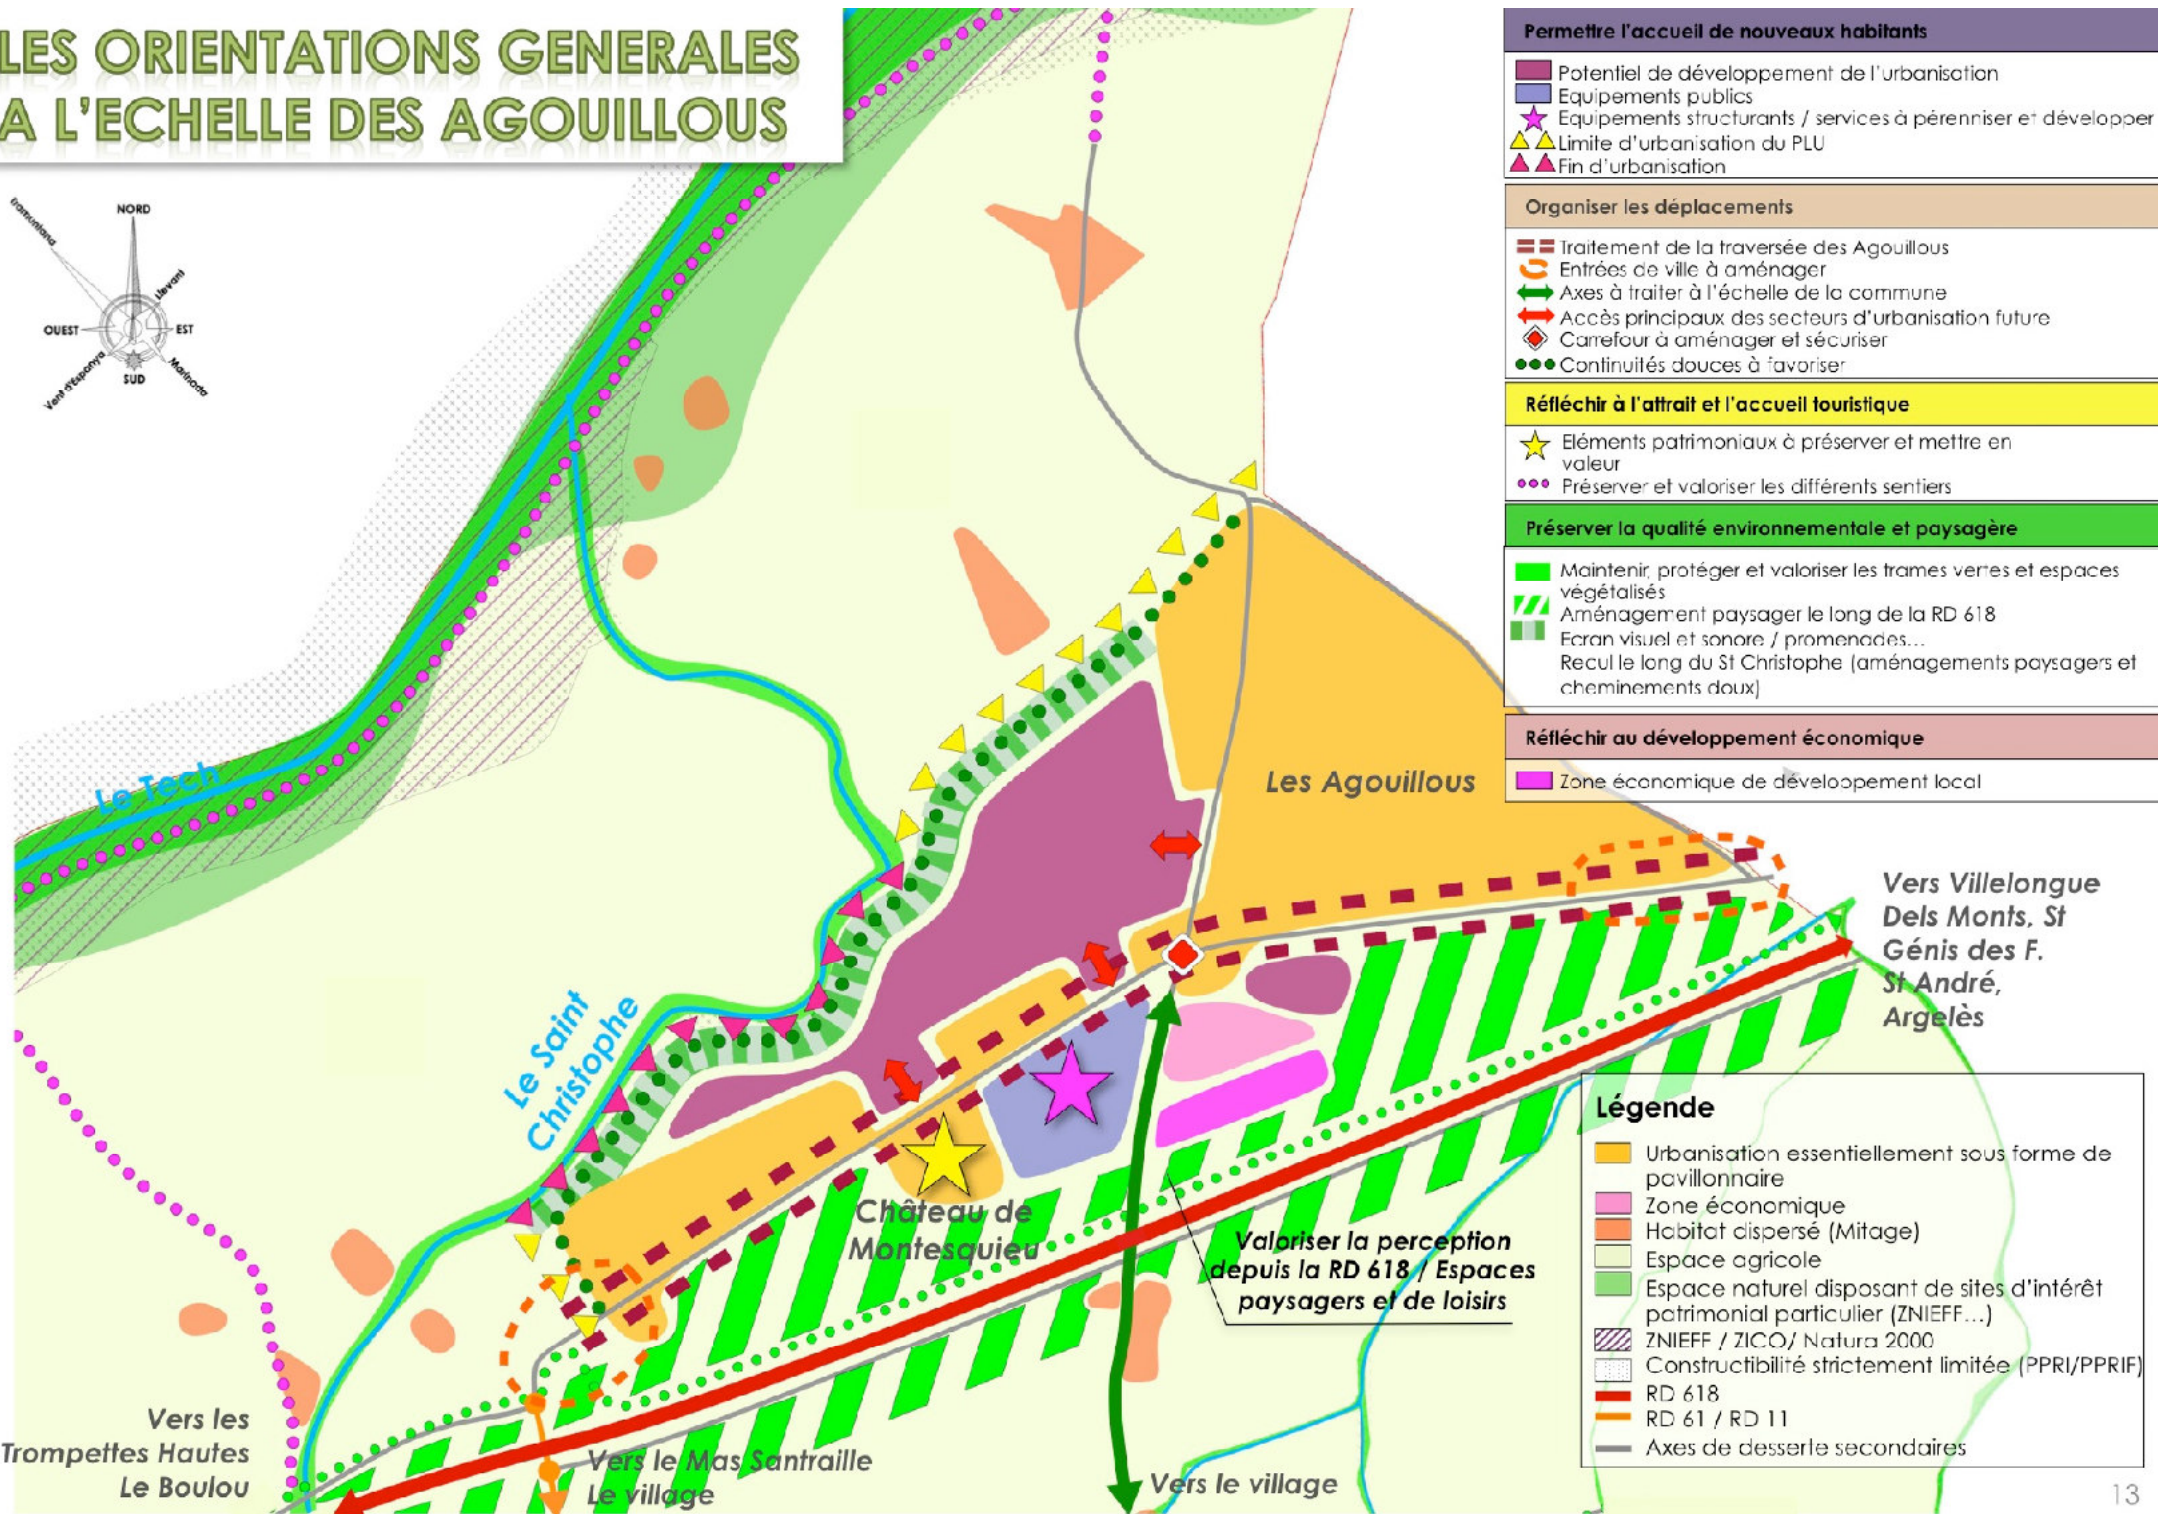 LES ORIENTATIONS GENERALES
A L'ECHELLE DES AGOUILLOUS
Tramuntana
NORD
Llevant
OUEST
EST
Vent d'Espanya
SUD
Marinada
Permettre l'accueil de nouveaux habitants
Potentiel de développement de l'urbanisation
Equipements publics
Equipements structurants / services à pérenniser et développer
Limite d'urbanisation du PLU
Fin d'urbanisation
Organiser les déplacements
Traitement de la traversée des Agouillous
Entrées de ville à aménager
Axes à traiter à l'échelle de la commune
Accès principaux des secteurs d'urbanisation future
Carrefour à aménager et sécuriser
Continuités douces à favoriser
Réfléchir à l'attrait et l'accueil touristique
Eléments patrimoniaux à préserver et mettre en
valeur
Préserver et valoriser les différents sentiers
Préserver la qualité environnementale et paysagère
Maintenir, protéger et valoriser les trames vertes et espaces
végétalisés
Aménagement paysager le long de la RD 618
Ecran visuel et sonore / promenades...
Recul le long du St Christophe (aménagements paysagers et
cheminements doux)
Réfléchir au développement économique
Zone économique de développement local
Le Tech
Les Agouillous
Le Saint
Christophe
Vers Villelongue
Dels Monts, St
Génis des F.
St André,
Argelès
Château de
Montesquieu
Valoriser la perception
depuis la RD 618 / Espaces
paysagers et de loisirs
Vers les
Trompettes Hautes
Le Boulou
Vers le Mas Santraille
Le village
Vers le village
Légende
Urbanisation essentiellement sous forme de
pavillonnaire
Zone économique
Habitat dispersé (Mitage)
Espace agricole
Espace naturel disposant de sites d'intérêt
patrimonial particulier (ZNIEFF...)
ZNIEFF / ZICO/ Natura 2000
Constructibilité strictement limitée (PPRI/PPRIF)
RD 618
RD 61 / RD 11
Axes de desserte secondaires
13